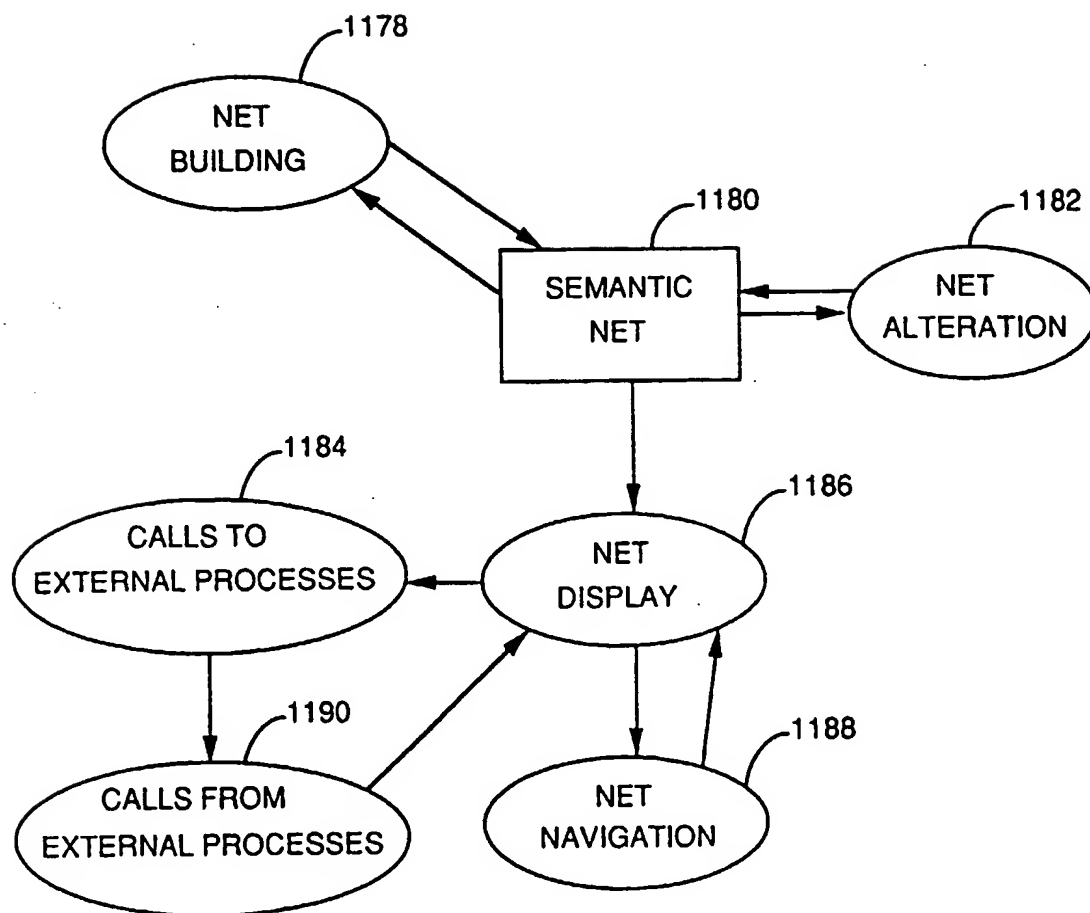 1178
NET
BUILDING
1180
SEMANTIC
NET
1182
NET
ALTERATION
1184
CALLS TO
EXTERNAL PROCESSES
1186
NET
DISPLAY
1190
CALLS FROM
EXTERNAL PROCESSES
1188
NET
NAVIGATION